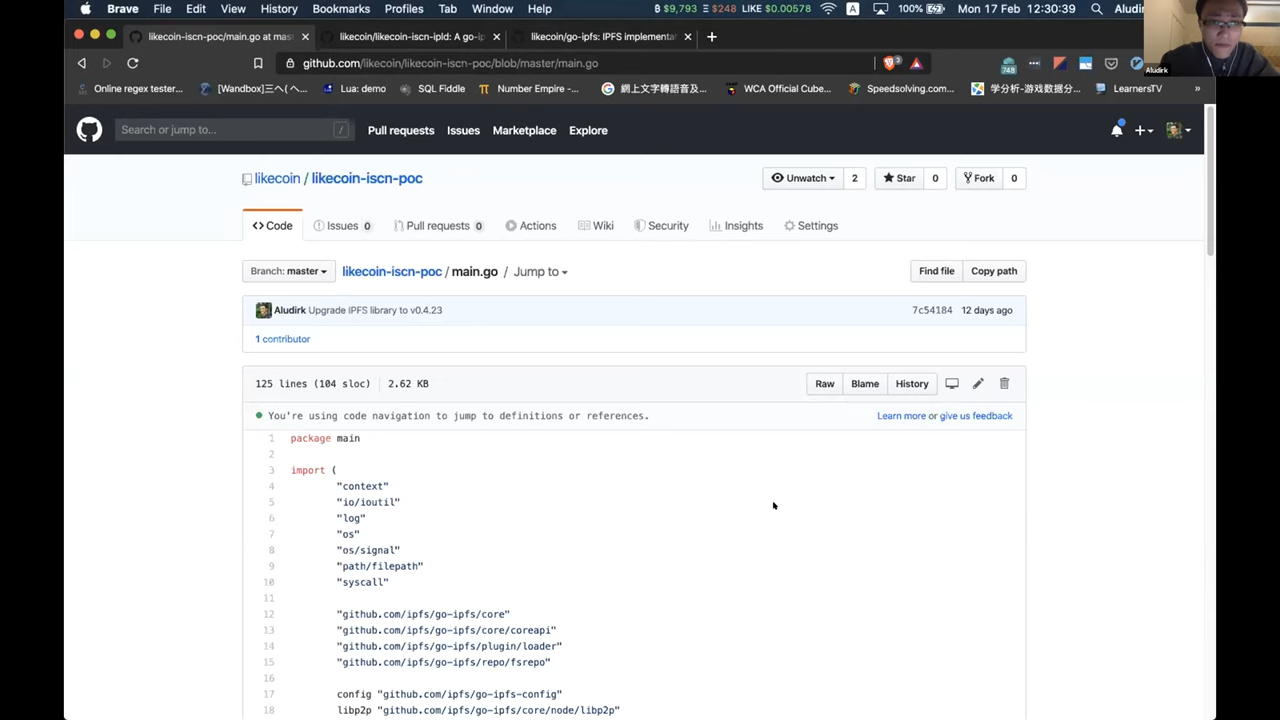 Brave File Edit View History Bookmarks Profiles Tab Window Help ₿ $9,793 Ξ $248 LIKE $0.00578 A 100% Mon 17 Feb 12:30:39 Aludirk
likecoin-iscn-poc/main.go at mas × likecoin/likecoin-iscn-ipld: A go-ip × likecoin/go-ipfs: IPFS implementa × +
github.com/likecoin/likecoin-iscn-poc/blob/master/main.go 3 748
Aludirk
Online regex tester... Lua: demo SQL Fiddle Number Empire -... 網上文字轉語音及... WCA Official Cube... Speedsolving.com... 学分析-游戏数据分... LearnersTV »
Search or jump to... / Pull requests Issues Marketplace Explore
likecoin / likecoin-iscn-poc Unwatch 2 Star 0 Fork 0
<> Code Issues 0 Pull requests 0 Actions Wiki Security Insights Settings
Branch: master likecoin-iscn-poc / main.go / Jump to Find file Copy path
Aludirk Upgrade IPFS library to v0.4.23 7c54184 12 days ago
1 contributor
125 lines (104 sloc) 2.62 KB Raw Blame History
You're using code navigation to jump to definitions or references. Learn more or give us feedback
1 package main
2
3 import (
4 "context"
5 "io/ioutil"
6 "log"
7 "os"
8 "os/signal"
9 "path/filepath"
10 "syscall"
11
12 "github.com/ipfs/go-ipfs/core"
13 "github.com/ipfs/go-ipfs/core/coreapi"
14 "github.com/ipfs/go-ipfs/plugin/loader"
15 "github.com/ipfs/go-ipfs/repo/fsrepo"
16
17 config "github.com/ipfs/go-ipfs-config"
18 libp2p "github.com/ipfs/go-ipfs/core/node/libp2p"